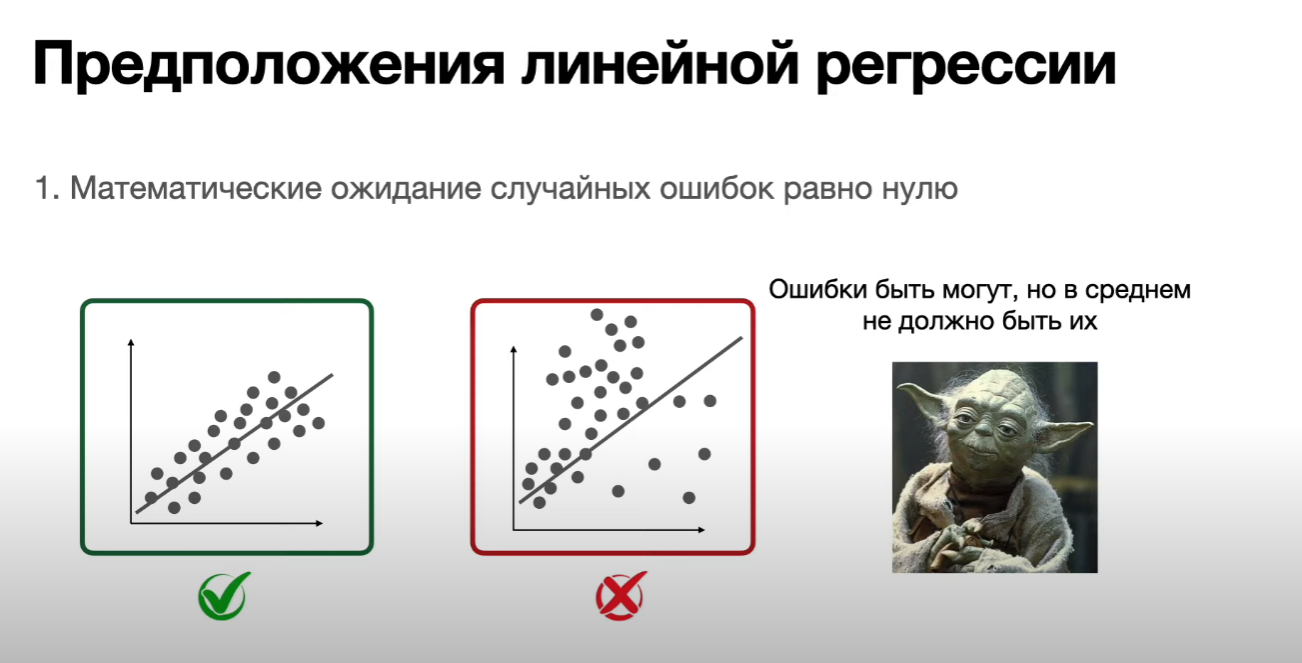 Предположения линейной регрессии
1. Математические ожидание случайных ошибок равно нулю
Ошибки быть могут, но в среднем
не должно быть их